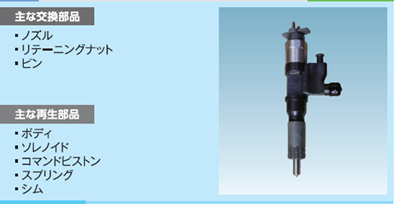 主な交換部品
▪ノズル
▪リテーニングナット
▪ピン
主な再生部品
▪ボディ
▪ソレノイド
▪コマンドピストン
▪スプリング
▪シム